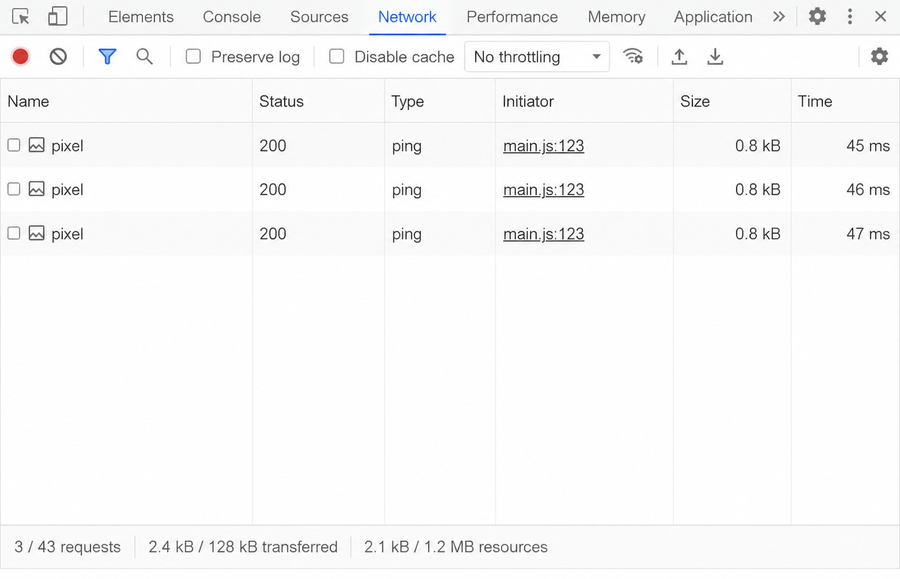 Elements Console Sources Network Performance Memory Application
Preserve log Disable cache No throttling
Name Status Type Initiator Size Time
pixel 200 ping main.js:123 0.8 kB 45 ms
pixel 200 ping main.js:123 0.8 kB 46 ms
pixel 200 ping main.js:123 0.8 kB 47 ms
3 / 43 requests 2.4 kB / 128 kB transferred 2.1 kB / 1.2 MB resources